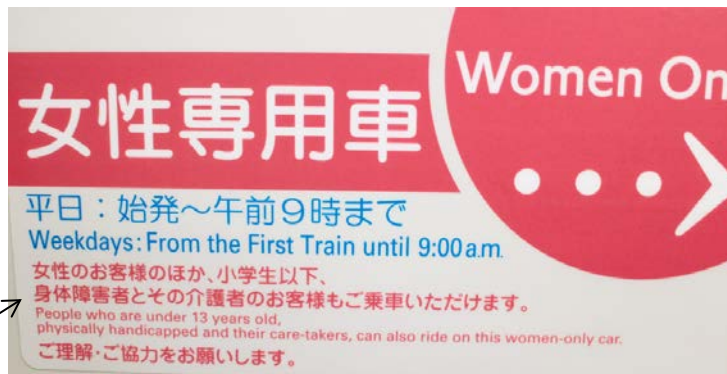 Women On
女性専用車
平日：始発～午前9時まで
Weekdays: From the First Train until 9:00 a.m.
女性のお客様のほか、小学生以下、
身体障害者とその介護者のお客様もご乗車いただけます。
People who are under 13 years old,
physically handicapped and their care-takers, can also ride on this women-only car.
ご理解・ご協力をお願いします。